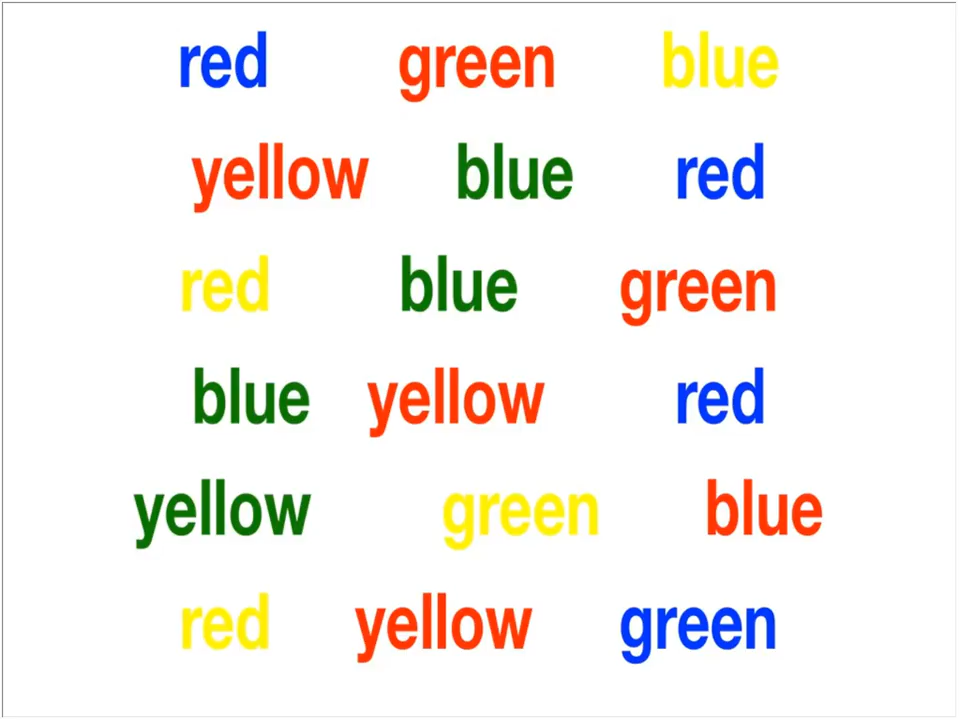 red green blue
yellow blue red
red blue green
blue yellow red
yellow green blue
red yellow green